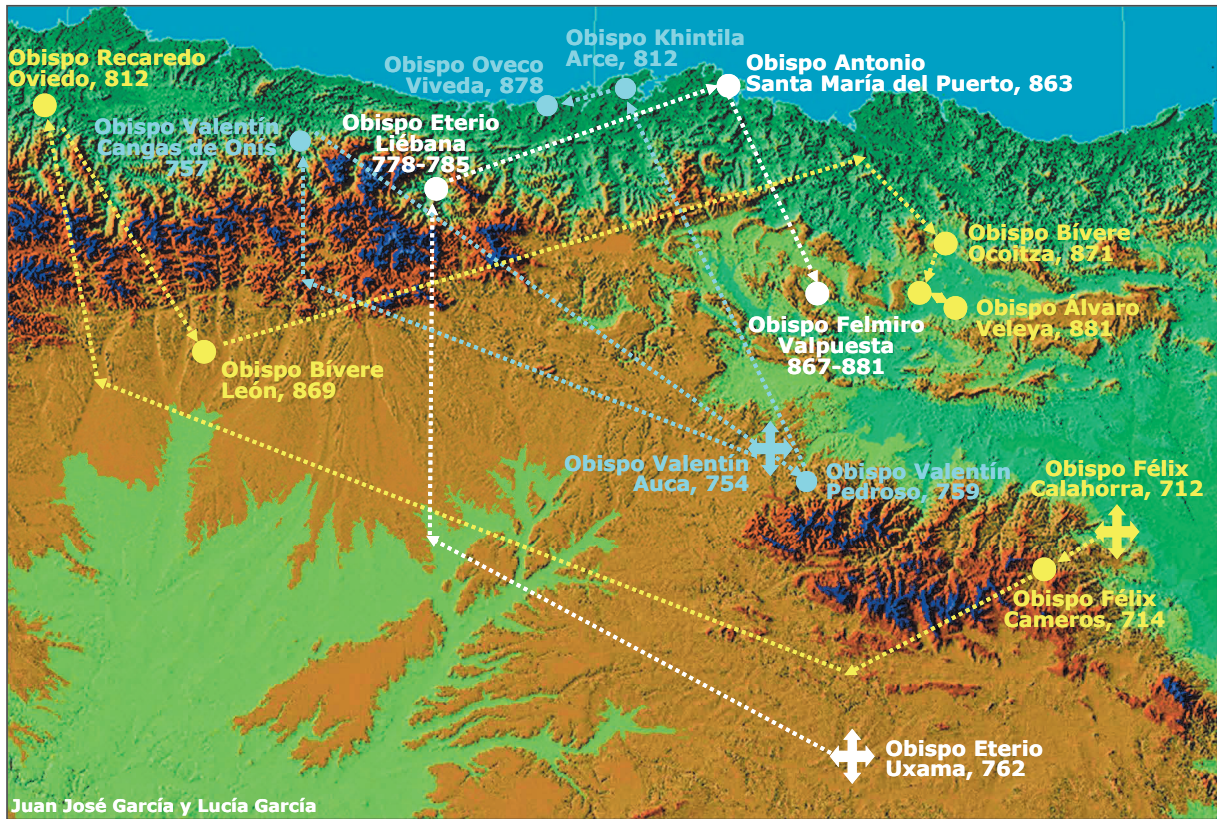 Obispo Recaredo
Oviedo, 812
Obispo Oveco
Viveda, 878
Obispo Khintila
Arce, 812
Obispo Antonio
Santa María del Puerto, 863
Obispo Valentín
Cangas de Onís
757
Obispo Eterio
Liébana
778-785
Obispo Bívere
Ocoitza, 871
Obispo Álvaro
Veleya, 881
Obispo Felmiro
Valpuesta
867-881
Obispo Bívere
León, 869
Obispo Valentín
Auca, 754
Obispo Valentín
Pedroso, 759
Obispo Félix
Calahorra, 712
Obispo Félix
Cameros, 714
Obispo Eterio
Uxama, 762
Juan José García y Lucía García